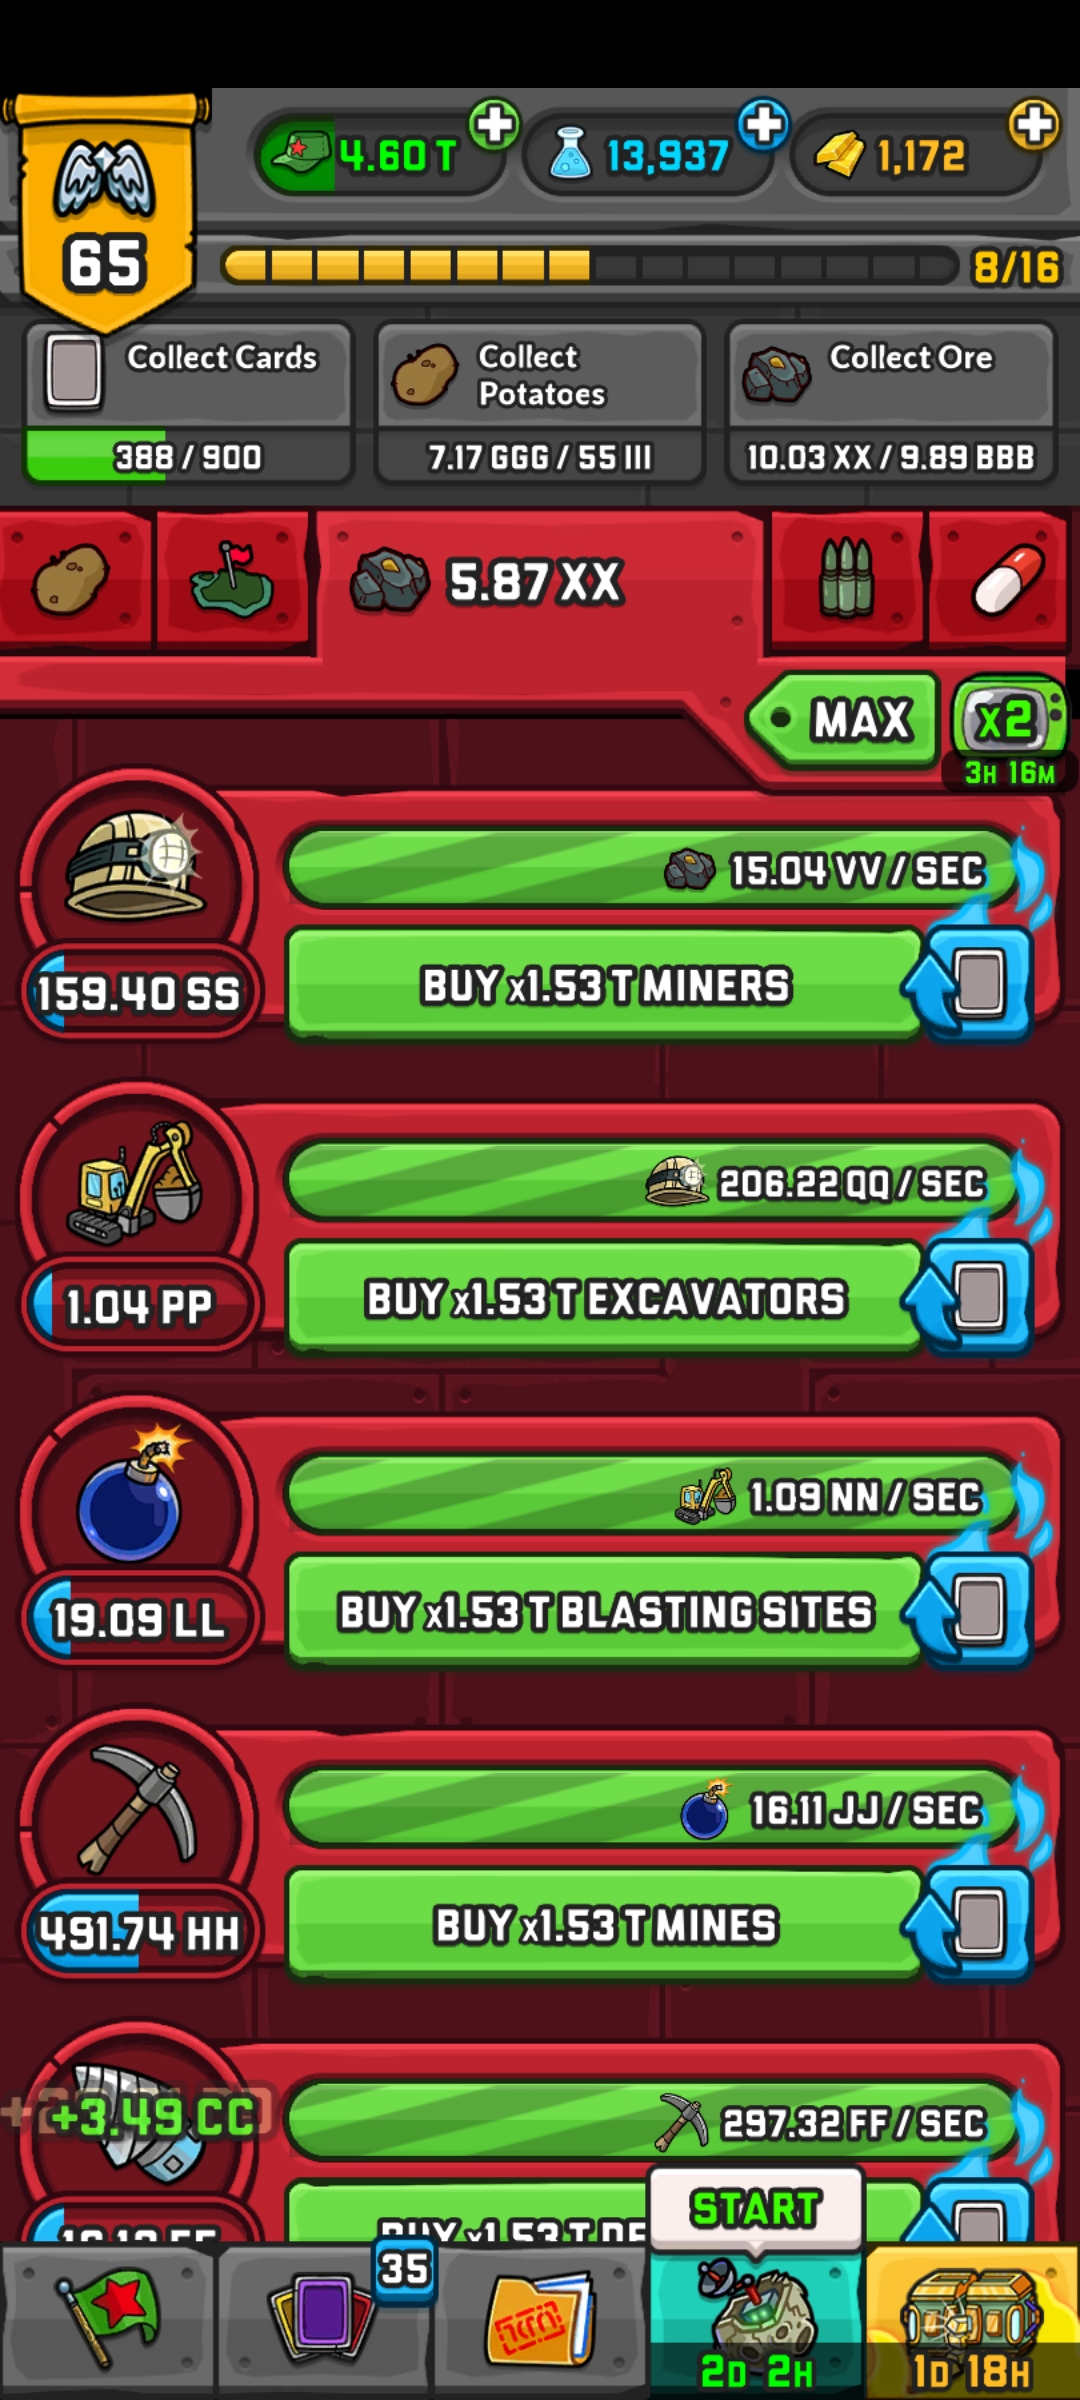 4.60 T
13,937
1,172
65
8/16
Collect Cards
388 / 900
Collect
Potatoes
7.17 GGG / 55 III
Collect Ore
10.03 XX / 9.89 BBB
5.87 XX
MAX
x2
3H 16M
15.04 VV / SEC
159.40 SS
BUY x1.53 T MINERS
206.22 QQ / SEC
1.04 PP
BUY x1.53 T EXCAVATORS
1.09 NN / SEC
19.09 LL
BUY x1.53 T BLASTING SITES
16.11 JJ / SEC
491.74 HH
BUY x1.53 T MINES
+3.49 CC
297.32 FF / SEC
BUY x1.53 T DE
START
35
2D 2H
1D 18H